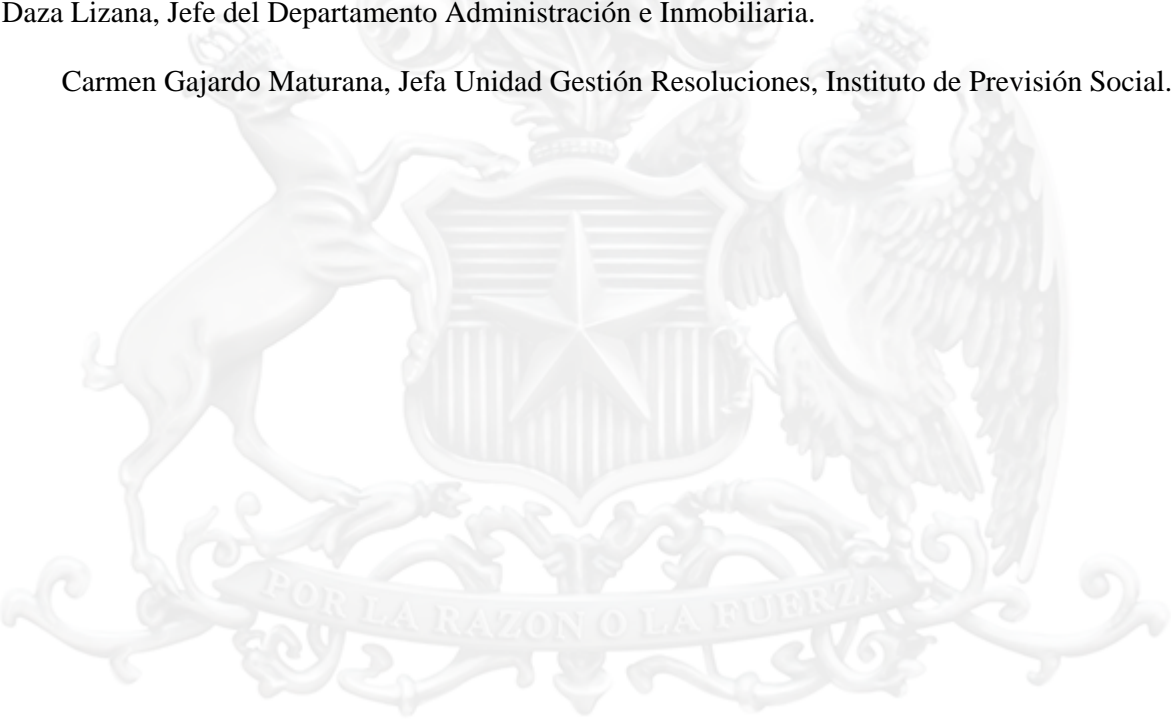 Daza Lizana, Jefe del Departamento Administración e Inmobiliaria.
Carmen Gajardo Maturana, Jefa Unidad Gestión Resoluciones, Instituto de Previsión Social.
POR LA RAZON O LA FUERZA